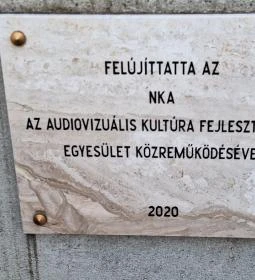 FELÚJÍTTATTA AZ
NKA
AZ AUDIOVIZUÁLIS KULTÚRA FEJLESZT
EGYESÜLET KÖZREMŰKÖDÉSÉVE
2020